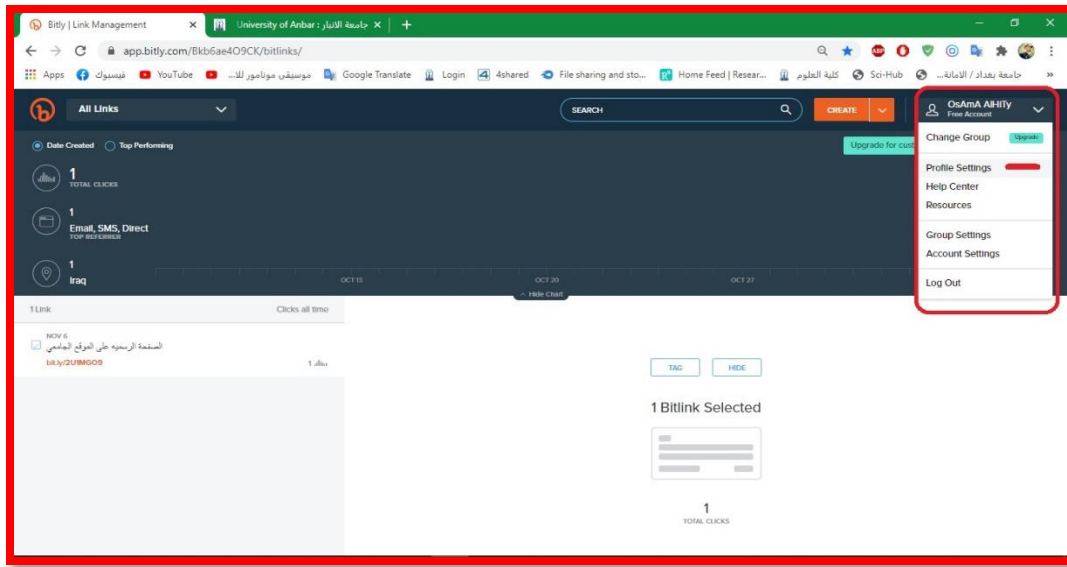 Bitly | Link Management
University of Anbar : جامعة الانبار
app.bitly.com/Bkb6ae4O9CK/bitlinks/
Apps
فيسبوك
YouTube
موسيقى مونامور للا...
Google Translate
Login
4shared
File sharing and sto...
Home Feed | Resear...
كلية العلوم
Sci-Hub
جامعة بغداد / الامانة...
»
All Links
SEARCH
CREATE
OsAmA AlHITy
Free Account
Date Created
Top Performing
Upgrade for cust
Change Group
Upgrade
1
TOTAL CLICKS
Profile Settings
Help Center
Resources
1
Email, SMS, Direct
TOP REFERRER
Group Settings
Account Settings
1
Iraq
OCT 13
OCT 20
OCT 27
Log Out
Hide Chart
1 Link
Clicks all time
NOV 6
الصفحة الرسميه على الموقع الجامعي
bit.ly/2U1MGO9
1
TAG
HIDE
1 Bitlink Selected
1
TOTAL CLICKS